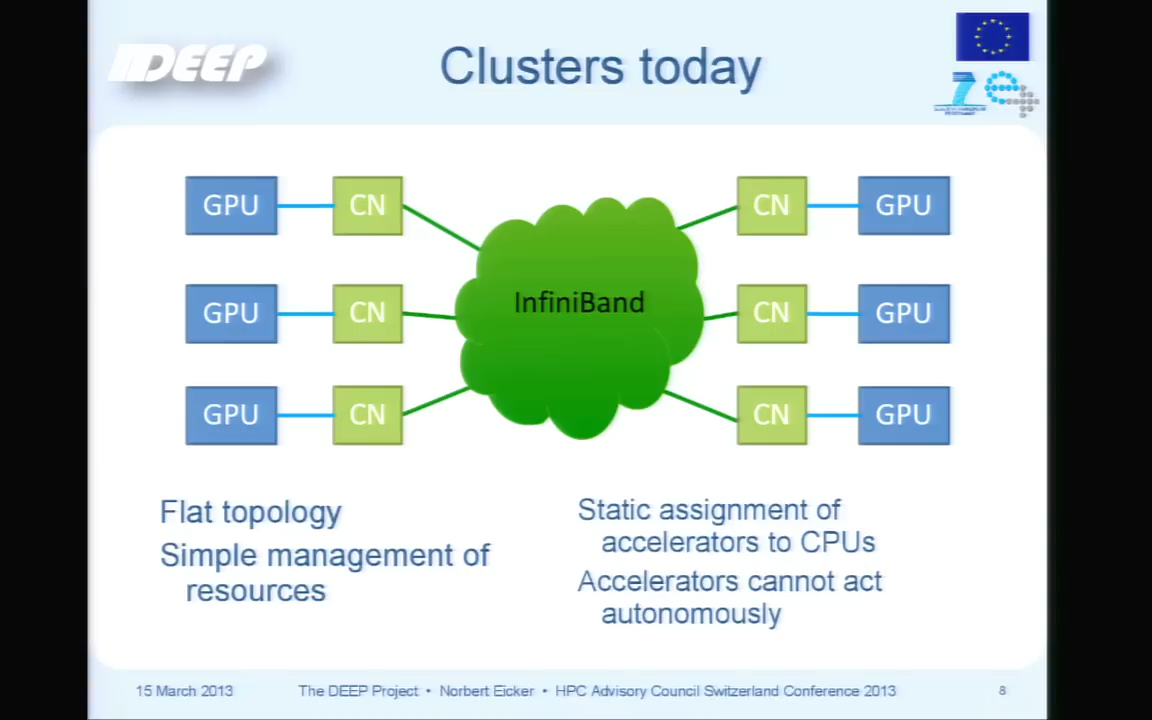 DEEP
Clusters today
GPU CN CN GPU
InfiniBand
GPU CN CN GPU
GPU CN CN GPU
Flat topology
Simple management of
resources
Static assignment of
accelerators to CPUs
Accelerators cannot act
autonomously
15 March 2013 The DEEP Project • Norbert Eicker • HPC Advisory Council Switzerland Conference 2013 8